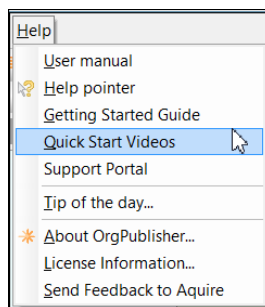 Help
User manual
Help pointer
Getting Started Guide
Quick Start Videos
Support Portal
Tip of the day...
About OrgPublisher...
License Information...
Send Feedback to Aquire